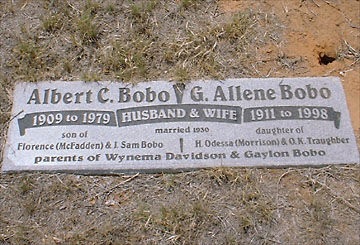 Albert C. Bobo G. Allene Bobo
1909 to 1979 HUSBAND & WIFE 1911 to 1998
son of married 1930 daughter of
Florence (McFadden) & J. Sam Bobo H. Odessa (Morrison) & O.K. Traughber
parents of Wynema Davidson & Gaylon Bobo